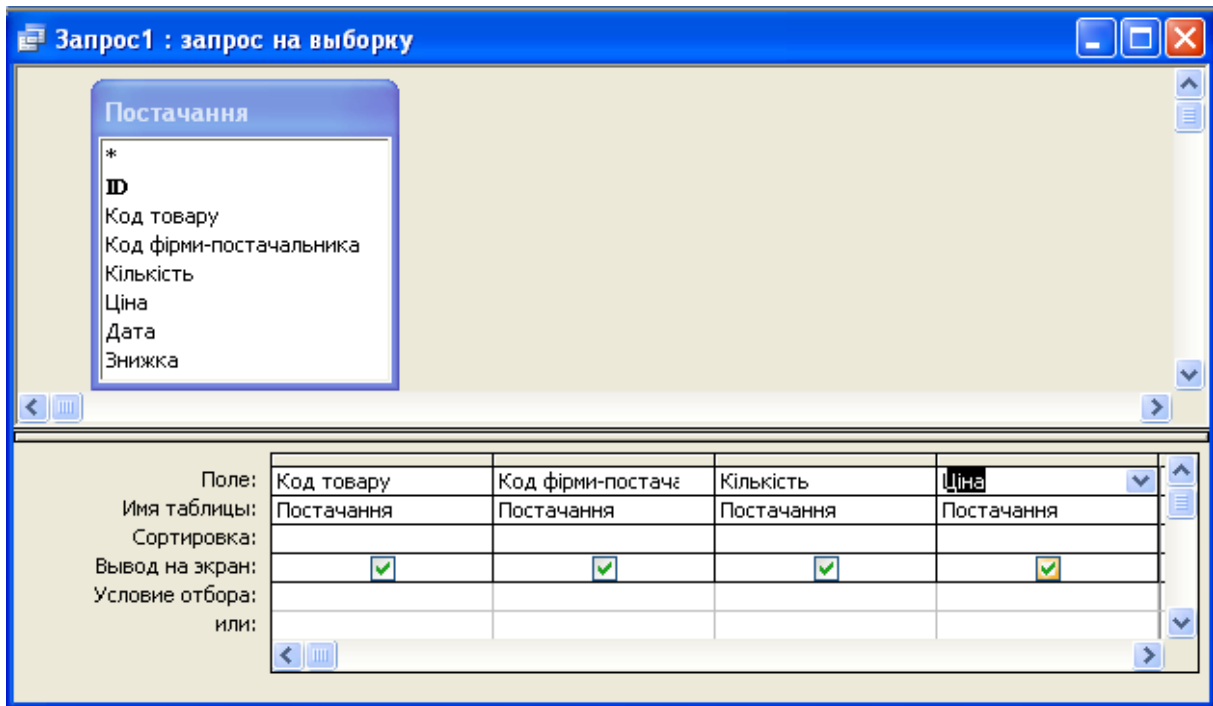 Запрос1 : запрос на выборку
Постачання
*
ID
Код товару
Код фірми-постачальника
Кількість
Ціна
Дата
Знижка
Поле: Код товару Код фірми-постача Кількість Ціна
Имя таблицы: Постачання Постачання Постачання Постачання
Сортировка:
Вывод на экран:
Условие отбора:
или: